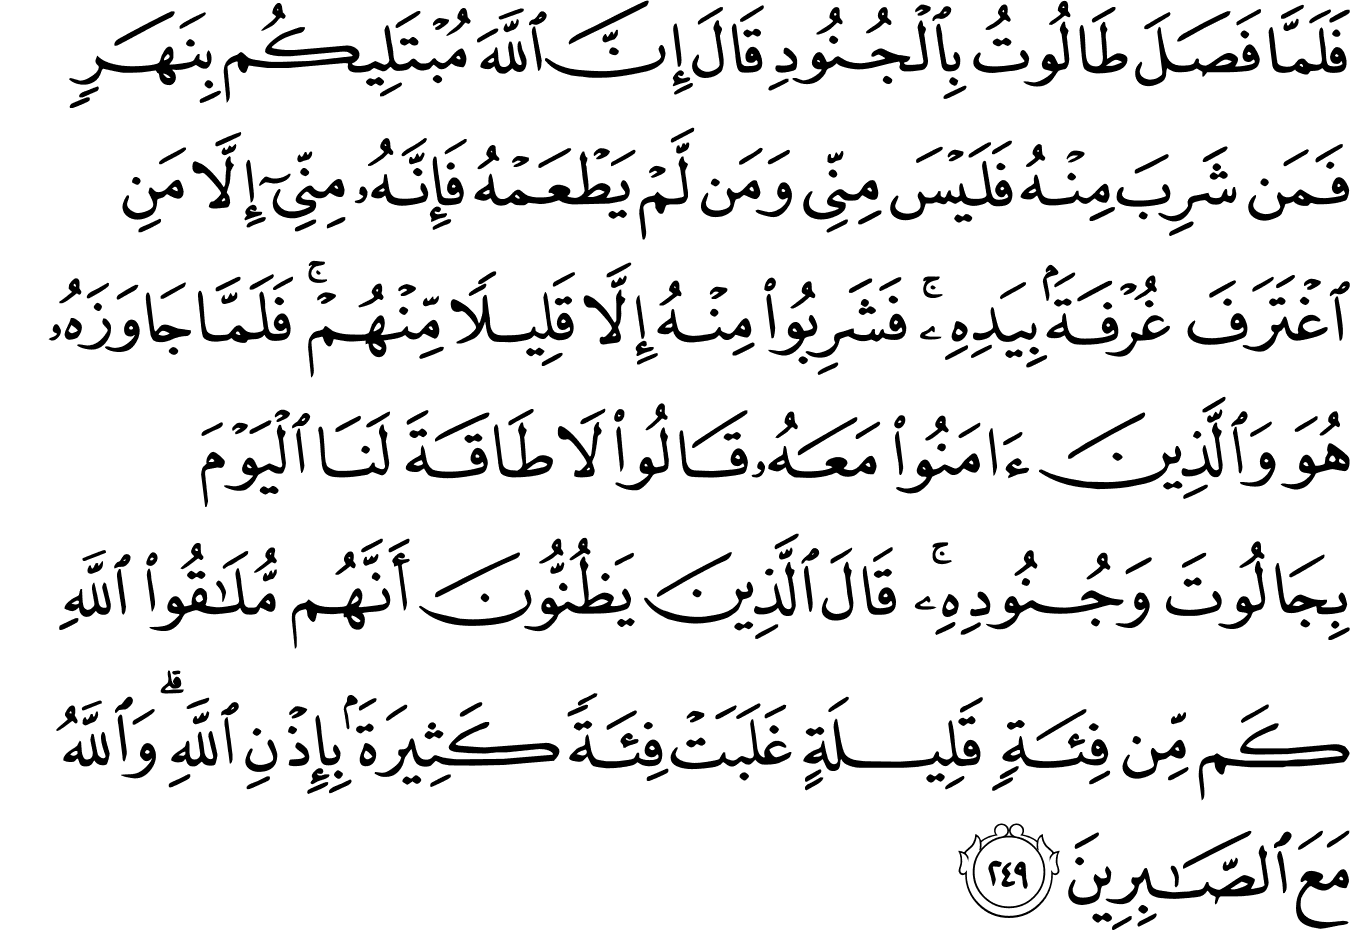 فَلَمَّا فَصَلَ طَالُوتُ بِٱلْجُنُودِ قَالَ إِنَّ ٱللَّهَ مُبْتَلِيكُم بِنَهَرٍ
فَمَن شَرِبَ مِنْهُ فَلَيْسَ مِنِّى وَمَن لَّمْ يَطْعَمْهُ فَإِنَّهُۥ مِنِّىٓ إِلَّا مَنِ
ٱغْتَرَفَ غُرْفَةًۢ بِيَدِهِۦ ۚ فَشَرِبُوا۟ مِنْهُ إِلَّا قَلِيلًا مِّنْهُمْ ۚ فَلَمَّا جَاوَزَهُۥ
هُوَ وَٱلَّذِينَ ءَامَنُوا۟ مَعَهُۥ قَالُوا۟ لَا طَاقَةَ لَنَا ٱلْيَوْمَ
بِجَالُوتَ وَجُنُودِهِۦ ۚ قَالَ ٱلَّذِينَ يَظُنُّونَ أَنَّهُم مُّلَـٰقُوا۟ ٱللَّهِ
كَم مِّن فِئَةٍ قَلِيلَةٍ غَلَبَتْ فِئَةً كَثِيرَةًۢ بِإِذْنِ ٱللَّهِ ۗ وَٱللَّهُ
مَعَ ٱلصَّـٰبِرِينَ ٢٤٩